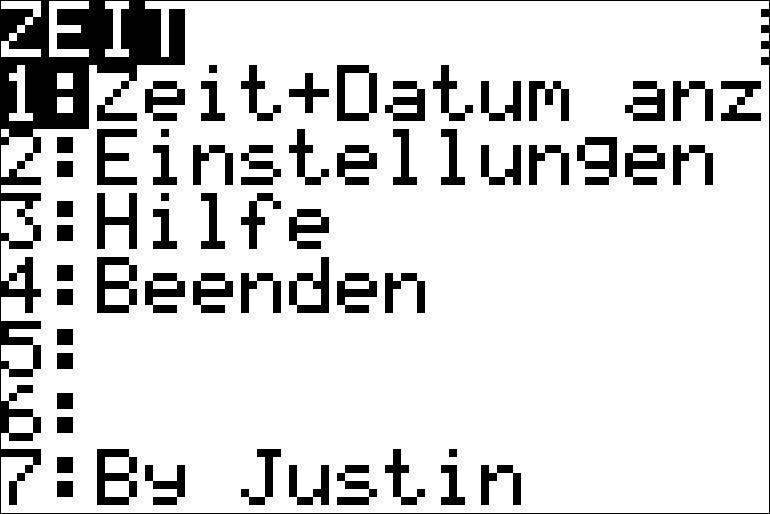 ZEIT
1:Zeit+Datum anz
2:Einstellungen
3:Hilfe
4:Beenden
5:
6:
7:By Justin